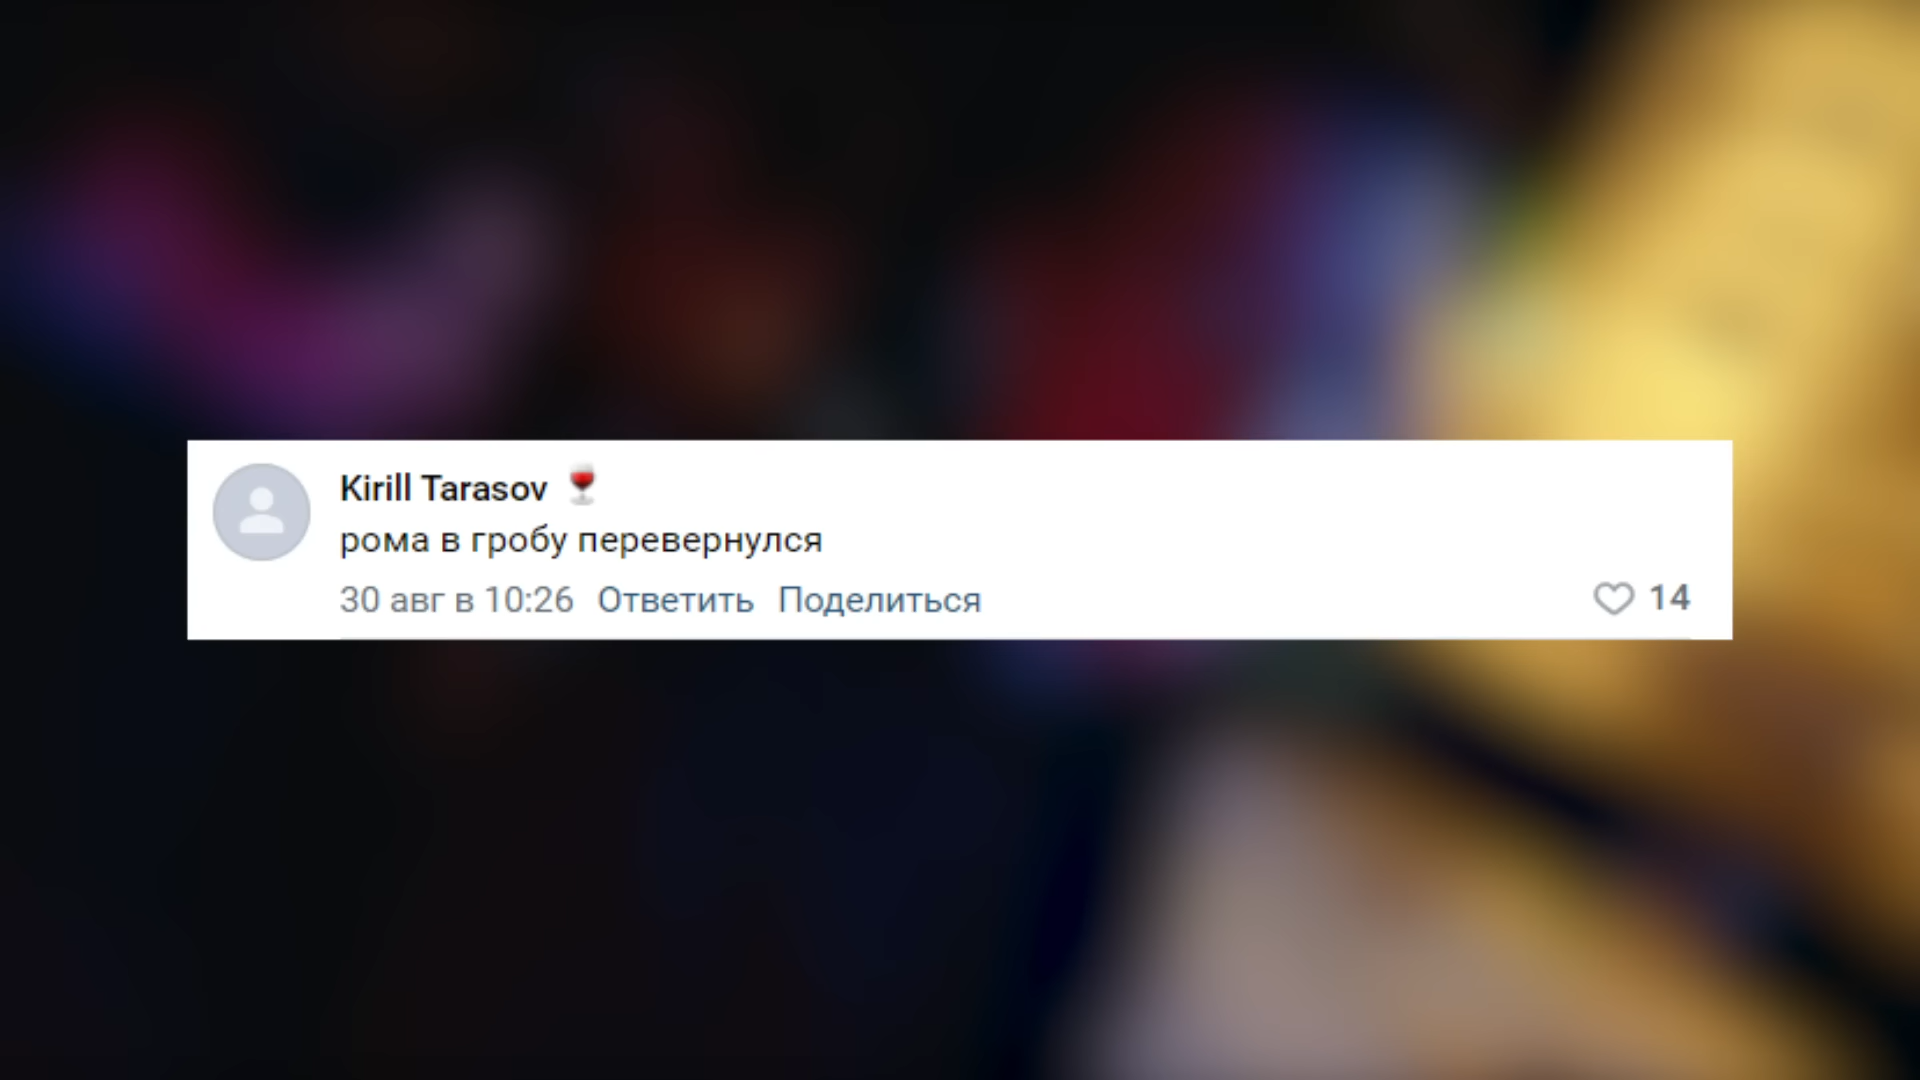 Kirill Tarasov 🍷
рома в гробу перевернулся
30 авг в 10:26 Ответить Поделиться 14